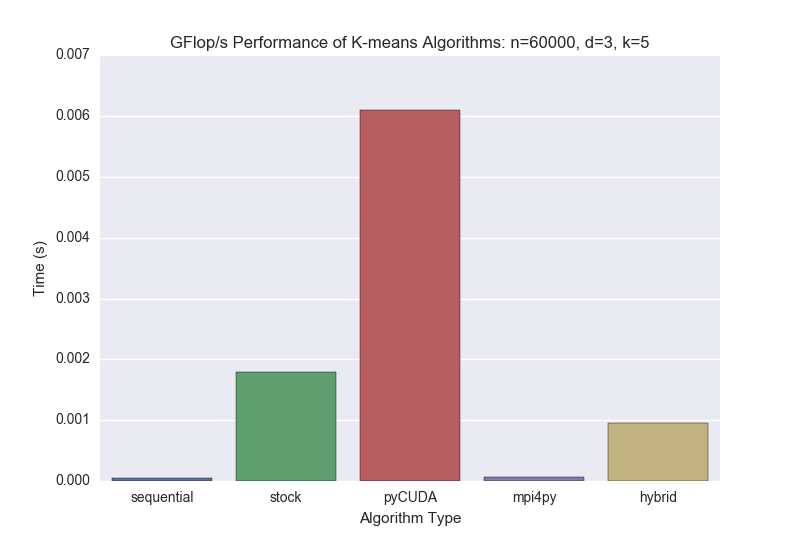 GFlop/s Performance of K-means Algorithms: n=60000, d=3, k=5
0.007
0.006
0.005
0.004
0.003
0.002
0.001
0.000
Time (s)
sequential stock pyCUDA mpi4py hybrid
Algorithm Type